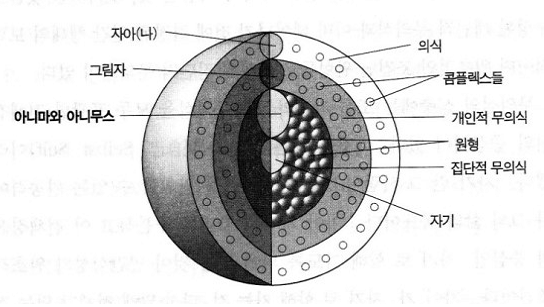 자아(나)
의식
그림자
콤플렉스들
아니마와 아니무스
개인적 무의식
원형
집단적 무의식
자기